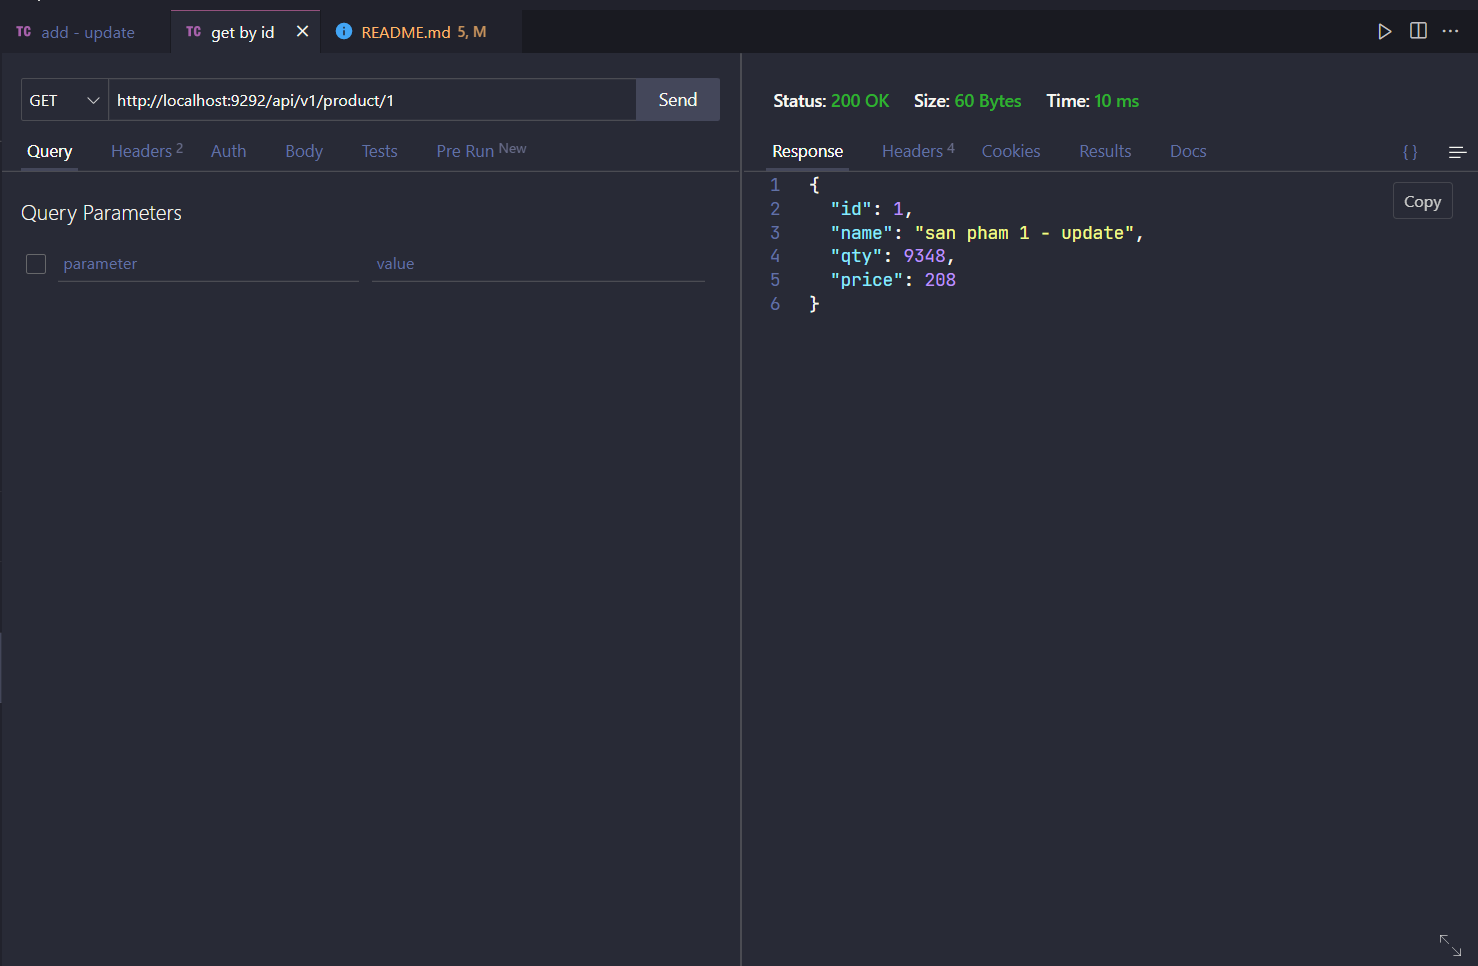 TC add - update TC get by id README.md 5, M
GET http://localhost:9292/api/v1/product/1 Send
Query Headers 2 Auth Body Tests Pre Run New
Query Parameters
parameter value
Status: 200 OK Size: 60 Bytes Time: 10 ms
Response Headers 4 Cookies Results Docs { }
Copy
1 {
2 "id": 1,
3 "name": "san pham 1 - update",
4 "qty": 9348,
5 "price": 208
6 }